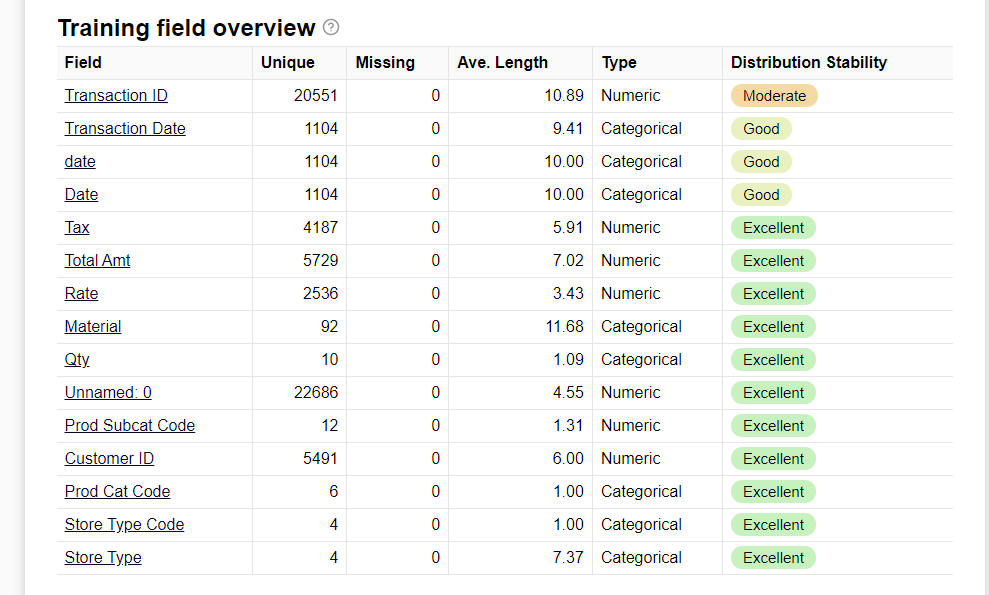 Training field overview ?
Field Unique Missing Ave. Length Type Distribution Stability
Transaction ID 20551 0 10.89 Numeric Moderate
Transaction Date 1104 0 9.41 Categorical Good
date 1104 0 10.00 Categorical Good
Date 1104 0 10.00 Categorical Good
Tax 4187 0 5.91 Numeric Excellent
Total Amt 5729 0 7.02 Numeric Excellent
Rate 2536 0 3.43 Numeric Excellent
Material 92 0 11.68 Categorical Excellent
Qty 10 0 1.09 Categorical Excellent
Unnamed: 0 22686 0 4.55 Numeric Excellent
Prod Subcat Code 12 0 1.31 Numeric Excellent
Customer ID 5491 0 6.00 Numeric Excellent
Prod Cat Code 6 0 1.00 Categorical Excellent
Store Type Code 4 0 1.00 Categorical Excellent
Store Type 4 0 7.37 Categorical Excellent